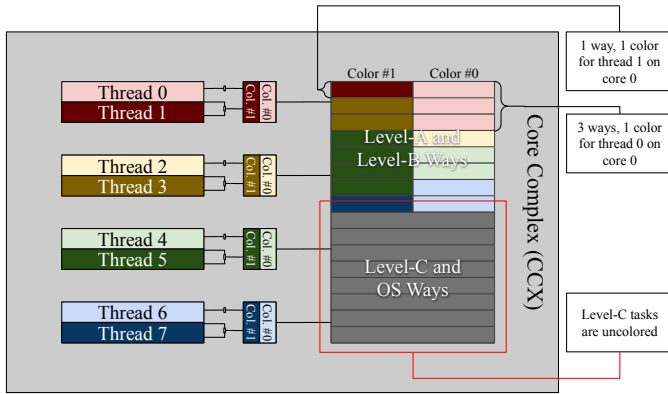 Color #1 Color #0
1 way, 1 color
for thread 1 on
core 0
Thread 0
Thread 1
Col. #1
Col. #0
3 ways, 1 color
for thread 0 on
core 0
Level-A and
Level-B Ways
Thread 2
Thread 3
Col. #1
Col. #0
Core Complex (CCX)
Thread 4
Thread 5
Col. #1
Col. #0
Level-C and
OS Ways
Thread 6
Thread 7
Col. #1
Col. #0
Level-C tasks
are uncolored